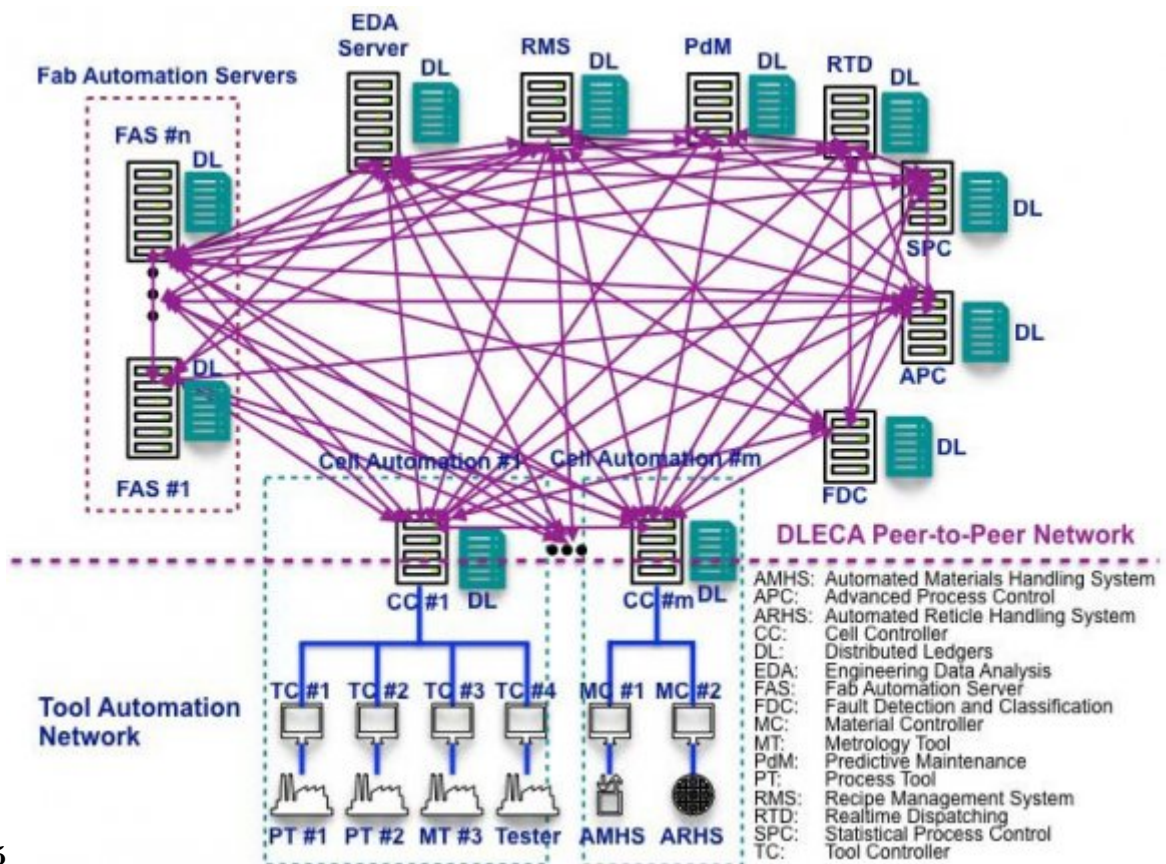 EDA
Server
RMS
PdM
RTD
DL
DL
DL
DL
Fab Automation Servers
FAS #n
DL
DL
SPC
DL
APC
DL
FAS #1
DL
FDC
Cell Automation #1
Cell Automation #m
DLECA Peer-to-Peer Network
CC #1
DL
CC #m
DL
Tool Automation
Network
TC #1
TC #2
TC #3
TC #4
MC #1
MC #2
PT #1
PT #2
MT #3
Tester
AMHS
ARHS
AMHS: Automated Materials Handling System
APC: Advanced Process Control
ARHS: Automated Reticle Handling System
CC: Cell Controller
DL: Distributed Ledgers
EDA: Engineering Data Analysis
FAS: Fab Automation Server
FDC: Fault Detection and Classification
MC: Material Controller
MT: Metrology Tool
PdM: Predictive Maintenance
PT: Process Tool
RMS: Recipe Management System
RTD: Realtime Dispatching
SPC: Statistical Process Control
TC: Tool Controller